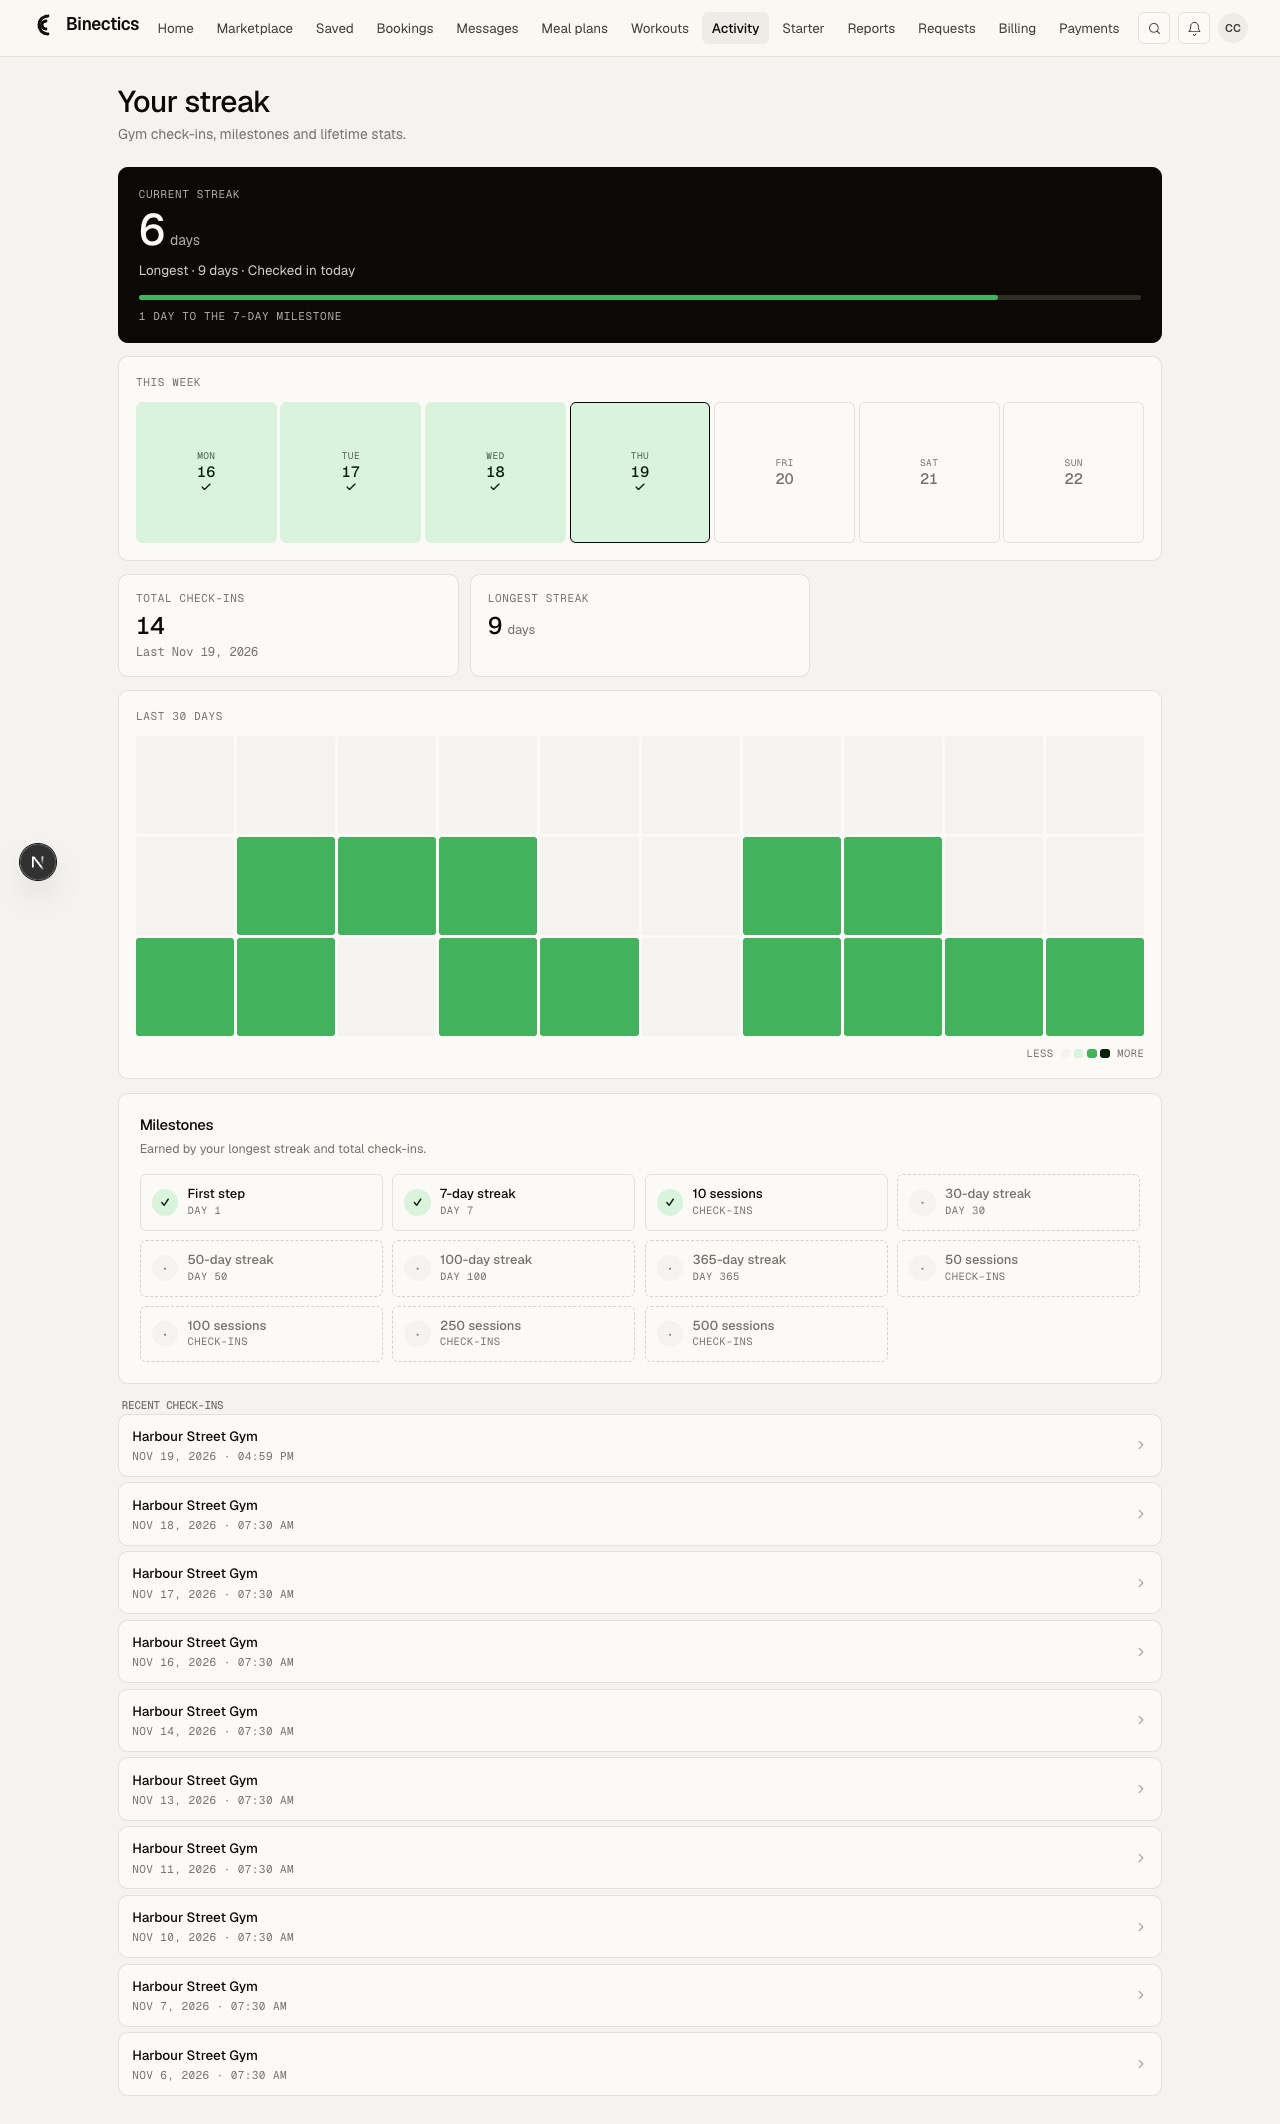 Binectics Home Marketplace Saved Bookings Messages Meal plans Workouts Activity Starter Reports Requests Billing Payments CC
Your streak
Gym check-ins, milestones and lifetime stats.
CURRENT STREAK
6 days
Longest · 9 days · Checked in today
1 DAY TO THE 7-DAY MILESTONE
THIS WEEK
MON TUE WED THU FRI SAT SUN
16 17 18 19 20 21 22
TOTAL CHECK-INS
14
Last Nov 19, 2026
LONGEST STREAK
9 days
LAST 30 DAYS
N
LESS MORE
Milestones
Earned by your longest streak and total check-ins.
First step
DAY 1
7-day streak
DAY 7
10 sessions
CHECK-INS
30-day streak
DAY 30
50-day streak
DAY 50
100-day streak
DAY 100
365-day streak
DAY 365
50 sessions
CHECK-INS
100 sessions
CHECK-INS
250 sessions
CHECK-INS
500 sessions
CHECK-INS
RECENT CHECK-INS
Harbour Street Gym
NOV 19, 2026 · 04:59 PM
Harbour Street Gym
NOV 18, 2026 · 07:30 AM
Harbour Street Gym
NOV 17, 2026 · 07:30 AM
Harbour Street Gym
NOV 16, 2026 · 07:30 AM
Harbour Street Gym
NOV 14, 2026 · 07:30 AM
Harbour Street Gym
NOV 13, 2026 · 07:30 AM
Harbour Street Gym
NOV 11, 2026 · 07:30 AM
Harbour Street Gym
NOV 10, 2026 · 07:30 AM
Harbour Street Gym
NOV 7, 2026 · 07:30 AM
Harbour Street Gym
NOV 6, 2026 · 07:30 AM